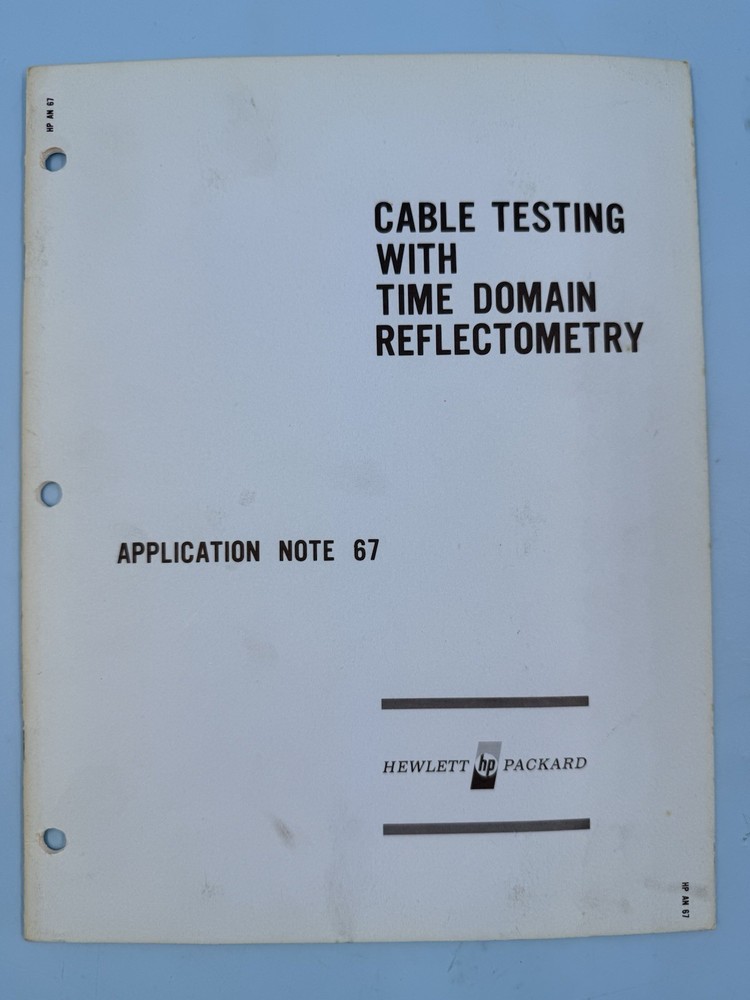 HP AN 67
CABLE TESTING
WITH
TIME DOMAIN
REFLECTOMETRY
APPLICATION NOTE 67
HEWLETT hp PACKARD
HP AN 67